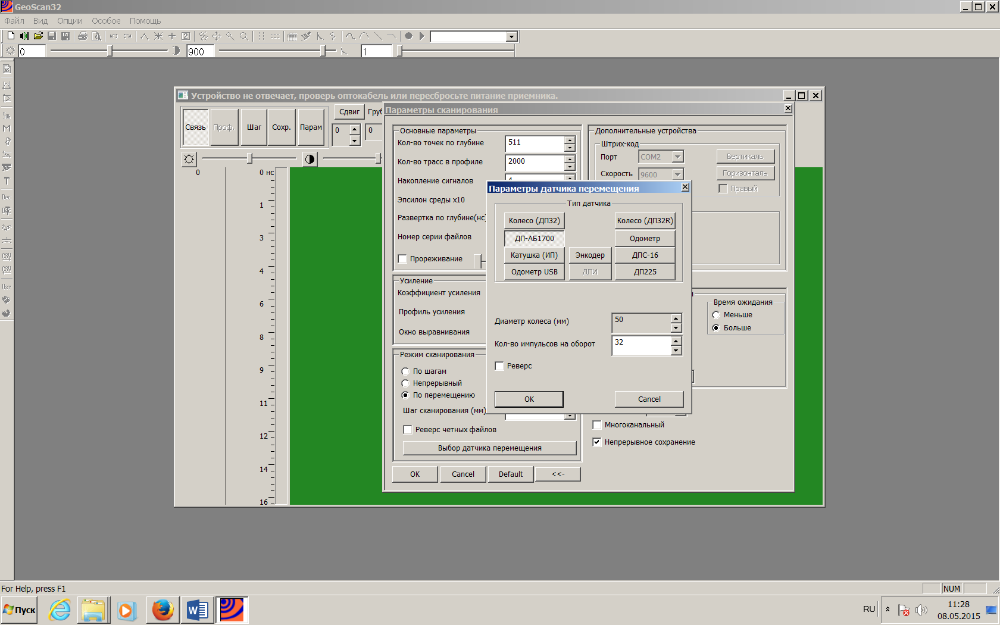 GeoScan32
Файл Вид Опции Особое Помощь
0 900 1
Устройство не отвечает, проверь оптокабель или пересбросьте питание приемника.
Связь Проф. Шаг Сохр. Парам
Сдвиг
0 0
0
0 нс
1
3
4
6
8
9
11
12
14
16
Параметры сканирования
Основные параметры
Кол-во точек по глубине 511
Кол-во трасс в профиле 2000
Накопление сигналов
Эпсилон среды x10
Развертка по глубине(нс)
Номер серии файлов
Прореживание
Усиление
Коэффициент усиления
Профиль усиления
Окно выравнивания
Режим сканирования
По шагам
Непрерывный
По перемещению
Шаг сканирования (мм)
Реверс четных файлов
Выбор датчика перемещения
OK Cancel Default <<-
Дополнительные устройства
Штрих-код
Порт COM2 Вертикаль
Скорость 9600 Горизонталь
Правый
Время ожидания
Меньше
Больше
Многоканальный
Непрерывное сохранение
Параметры датчика перемещения
Тип датчика
Колесо (ДП32) Колесо (ДП32R)
ДП-АБ1700 Одометр
Катушка (ИП) Энкодер ДПС-16
Одометр USB ДПИ ДП225
Диаметр колеса (мм) 50
Кол-во импульсов на оборот 32
Реверс
OK Cancel
For Help, press F1
NUM
Пуск
RU
11:28
08.05.2015